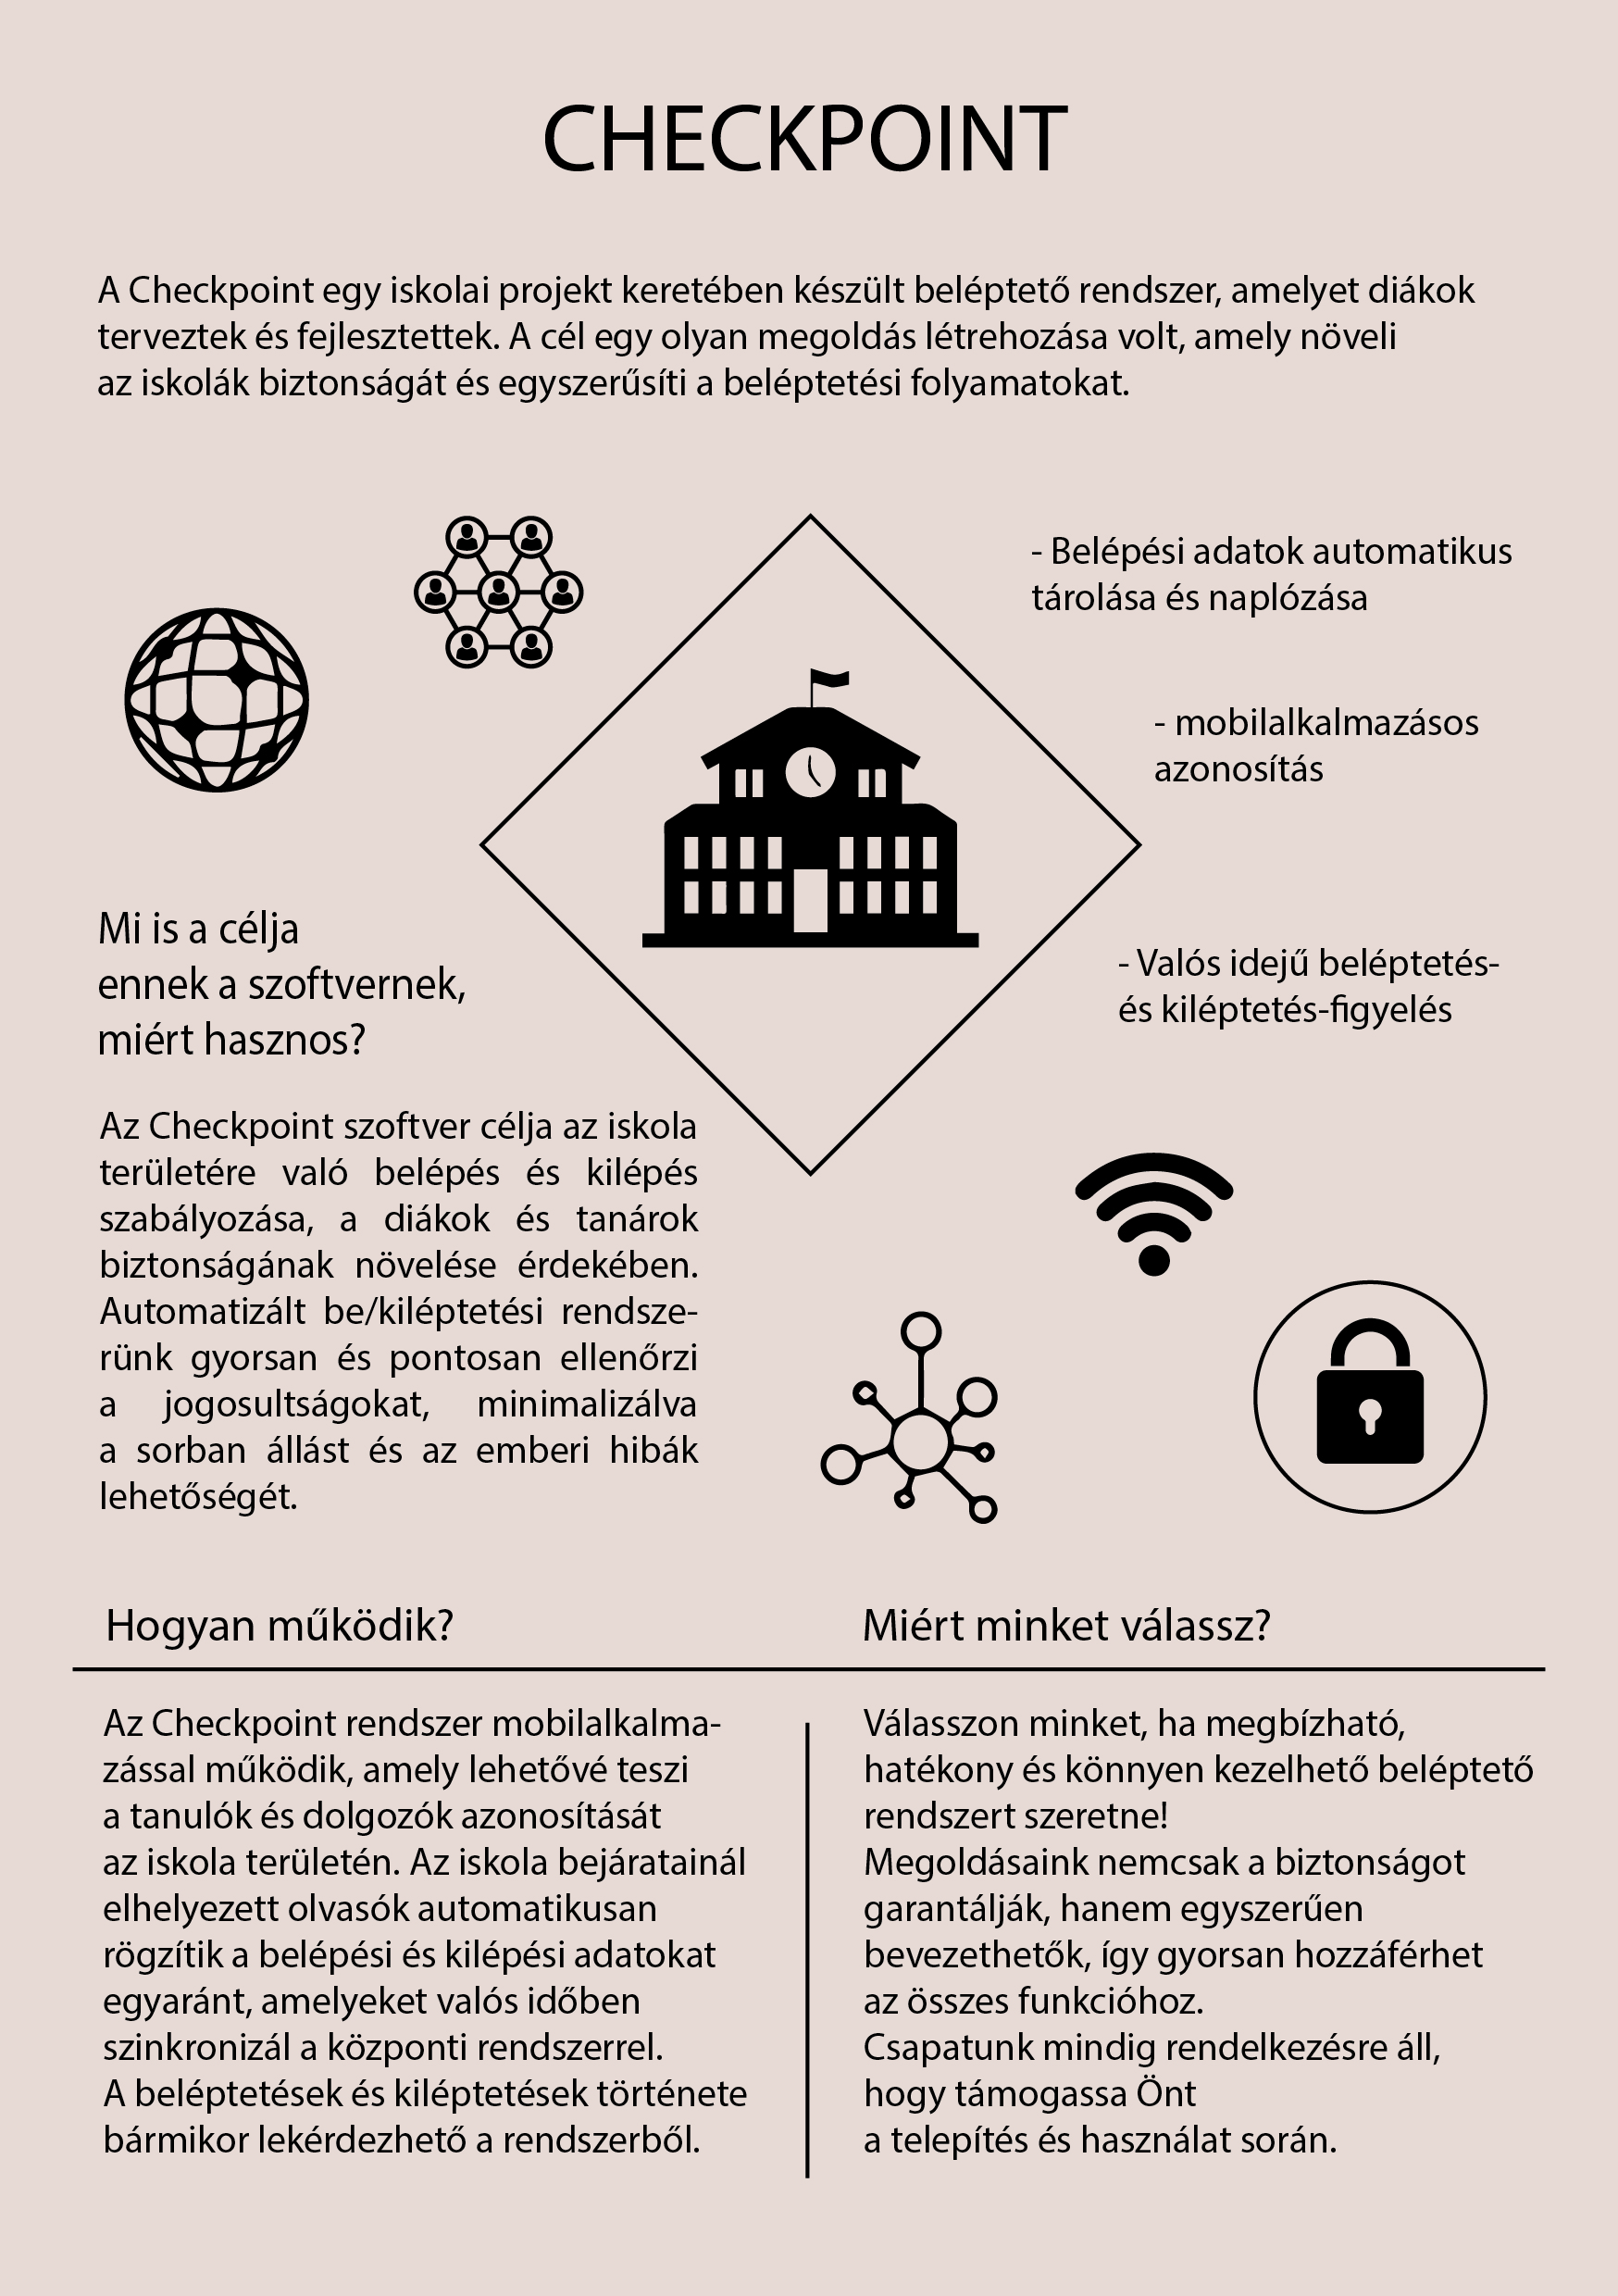 CHECKPOINT
A Checkpoint egy iskolai projekt keretében készült beléptető rendszer, amelyet diákok
terveztek és fejlesztettek. A cél egy olyan megoldás létrehozása volt, amely növeli
az iskolák biztonságát és egyszerűsíti a beléptetési folyamatokat.
- Belépési adatok automatikus
tárolása és naplózása
- mobilalkalmazásos
azonosítás
- Valós idejű beléptetés-
és kiléptetés-figyelés
Mi is a célja
ennek a szoftvernek,
miért hasznos?
Az Checkpoint szoftver célja az iskola
területére való belépés és kilépés
szabályozása, a diákok és tanárok
biztonságának növelése érdekében.
Automatizált be/kiléptetési rendsze-
rünk gyorsan és pontosan ellenőrzi
a jogosultságokat, minimalizálva
a sorban állást és az emberi hibák
lehetőségét.
Hogyan működik?
Az Checkpoint rendszer mobilalkalma-
zással működik, amely lehetővé teszi
a tanulók és dolgozók azonosítását
az iskola területén. Az iskola bejáratainál
elhelyezett olvasók automatikusan
rögzítik a belépési és kilépési adatokat
egyaránt, amelyeket valós időben
szinkronizál a központi rendszerrel.
A beléptetések és kiléptetések története
bármikor lekérdezhető a rendszerből.
Miért minket válassz?
Válasszon minket, ha megbízható,
hatékony és könnyen kezelhető beléptető
rendszert szeretne!
Megoldásaink nemcsak a biztonságot
garantálják, hanem egyszerűen
bevezethetők, így gyorsan hozzáférhet
az összes funkcióhoz.
Csapatunk mindig rendelkezésre áll,
hogy támogassa Önt
a telepítés és használat során.